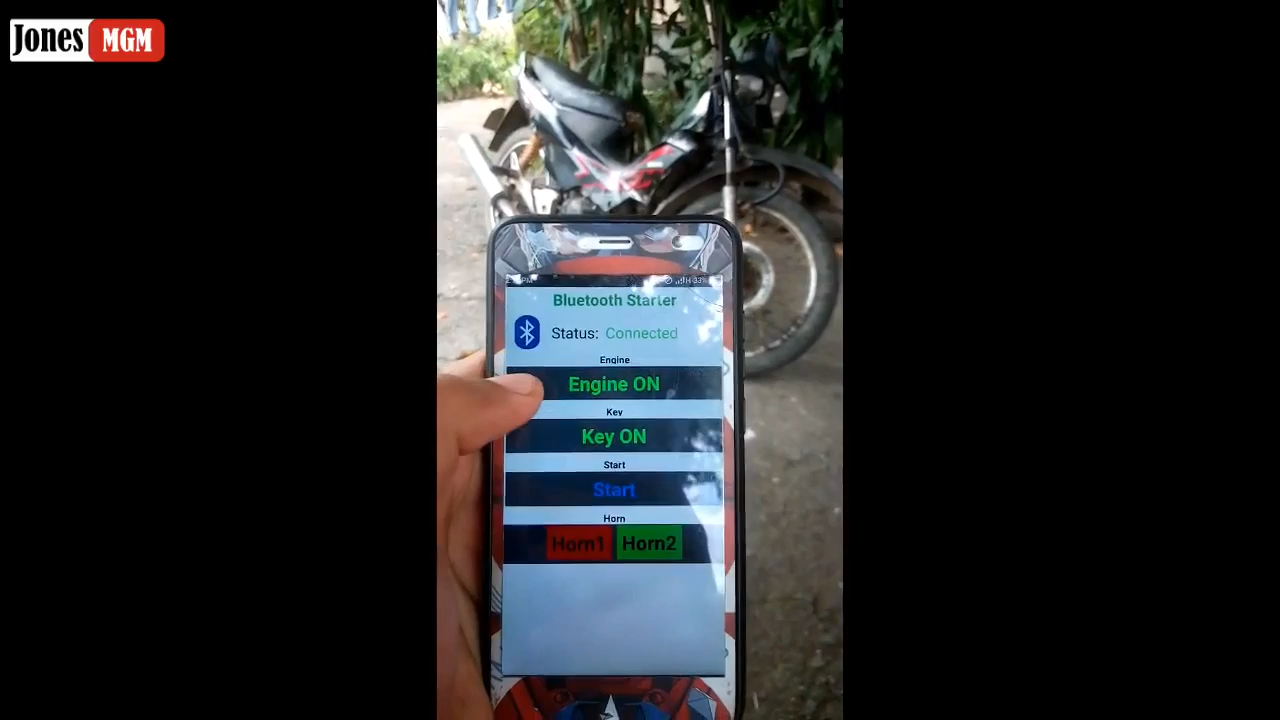 Jones MGM
Bluetooth Starter
Status: Connected
Engine
Engine ON
Key
Key ON
Start
Start
Horn
Horn1 Horn2